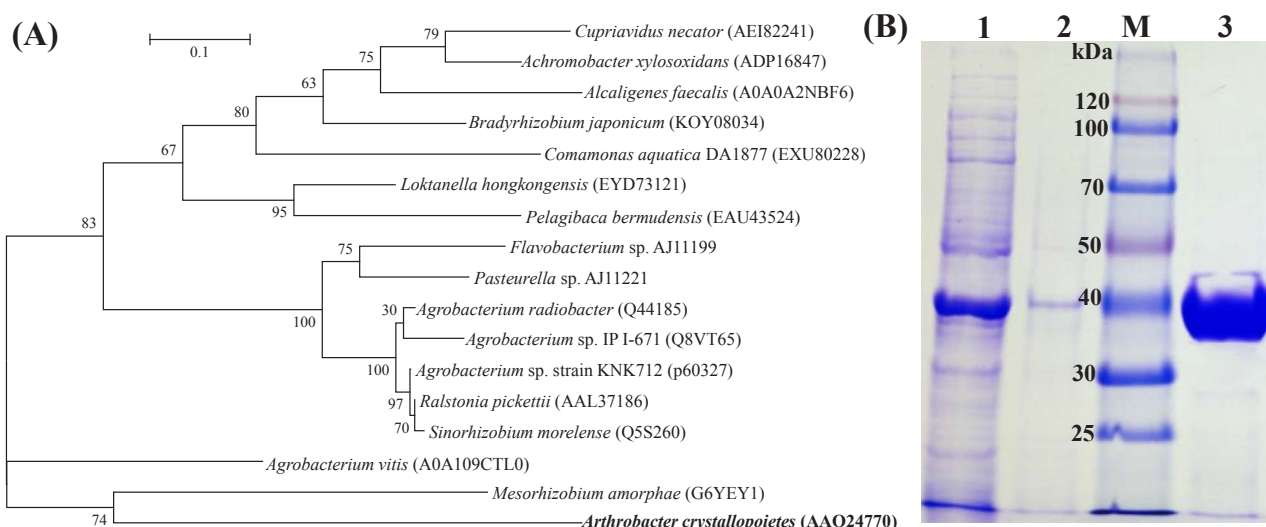 (A)
0.1
79
75
63
80
67
95
83
75
100
30
100
97
70
74
Cupriavidus necator (AEI82241)
Achromobacter xylosoxidans (ADP16847)
Alcaligenes faecalis (A0A0A2NBF6)
Bradyrhizobium japonicum (KOY08034)
Comamonas aquatica DA1877 (EXU80228)
Loktanella hongkongensis (EYD73121)
Pelagibaca bermudensis (EAU43524)
Flavobacterium sp. AJ11199
Pasteurella sp. AJ11221
Agrobacterium radiobacter (Q44185)
Agrobacterium sp. IP I-671 (Q8VT65)
Agrobacterium sp. strain KNK712 (p60327)
Ralstonia pickettii (AAL37186)
Sinorhizobium morelense (Q5S260)
Agrobacterium vitis (A0A109CTL0)
Mesorhizobium amorphae (G6YEY1)
Arthrobacter crystallopoietes (AAO24770)
(B)
1 2 M 3
kDa
120
100
70
50
40
30
25